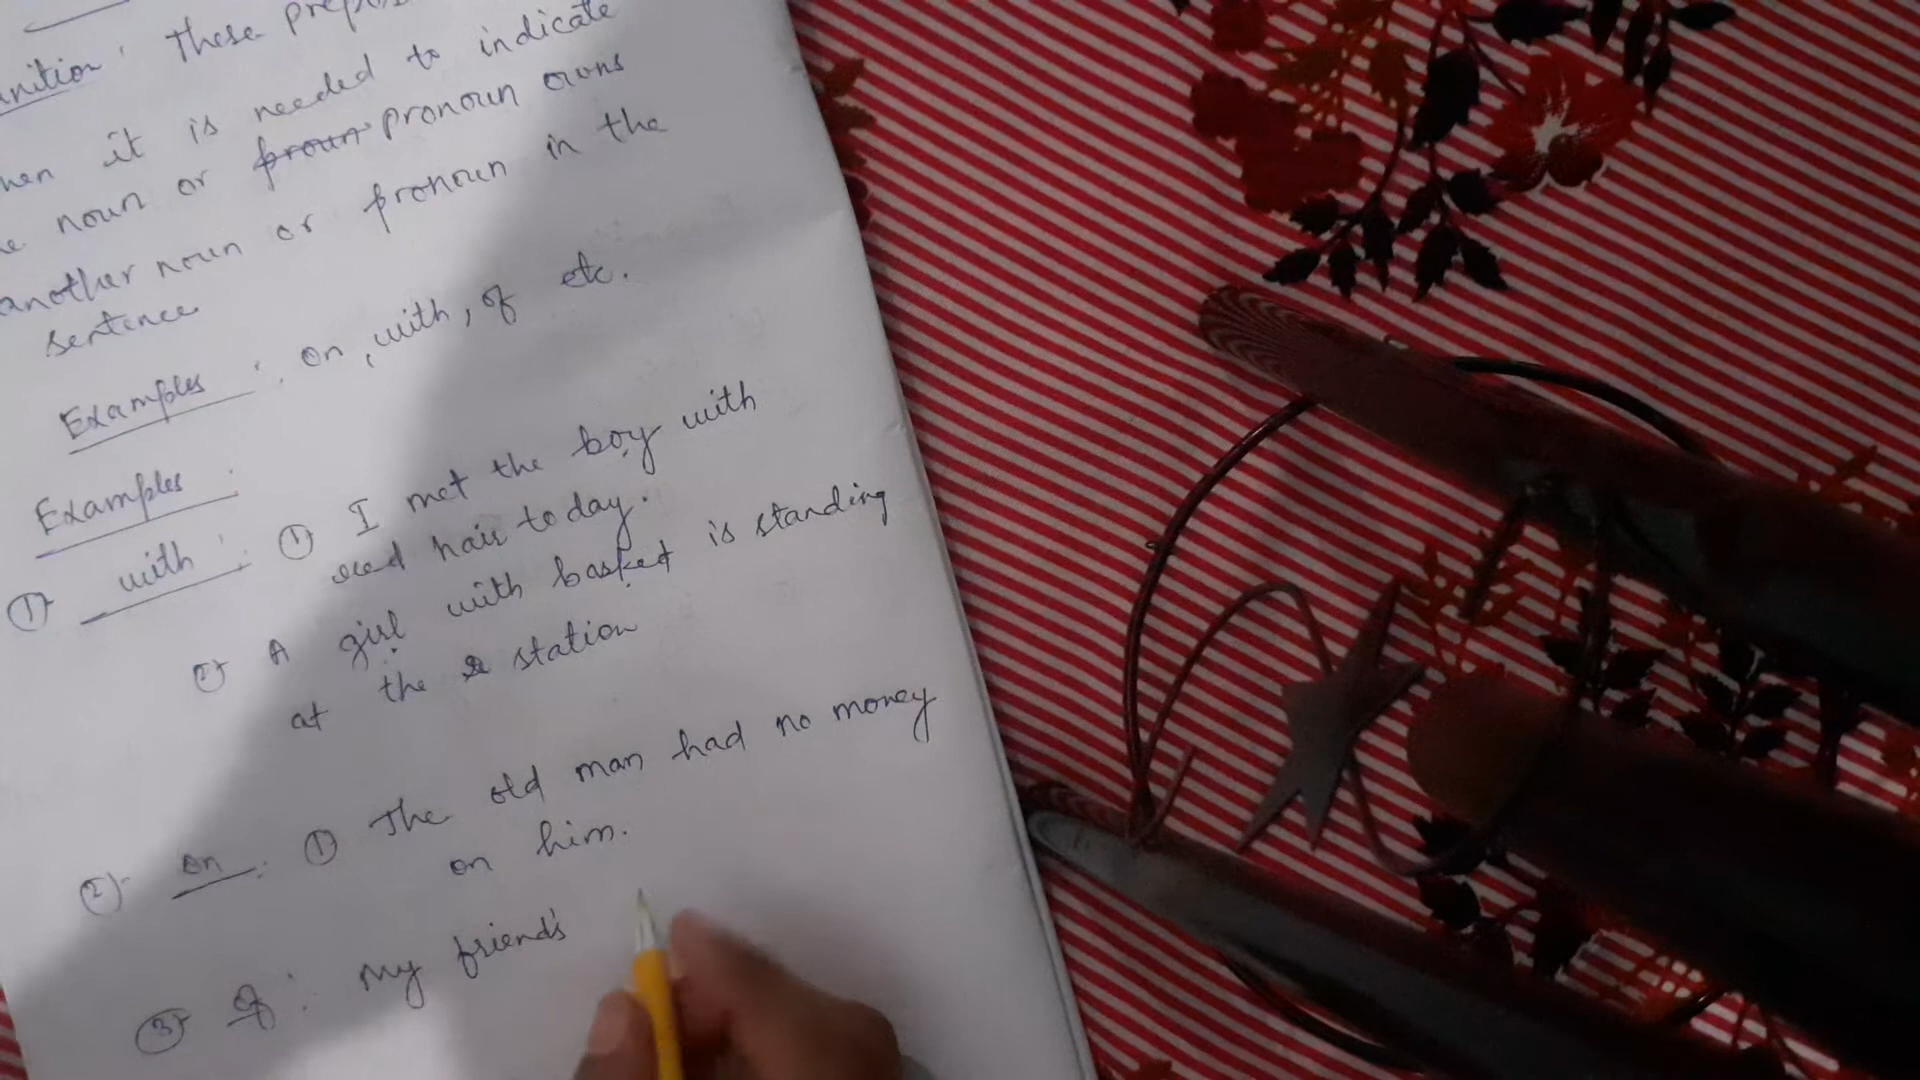 These
when it is needed to indicate
noun or proun pronoun owns
another noun or pronoun in the
sentence
Examples : on, with, of etc.
Examples :
① with : ① I met the boy with
red hair today.
② A girl with basket is standing
at the station
② on : ① The old man had no money
on him.
③ of : My friend's